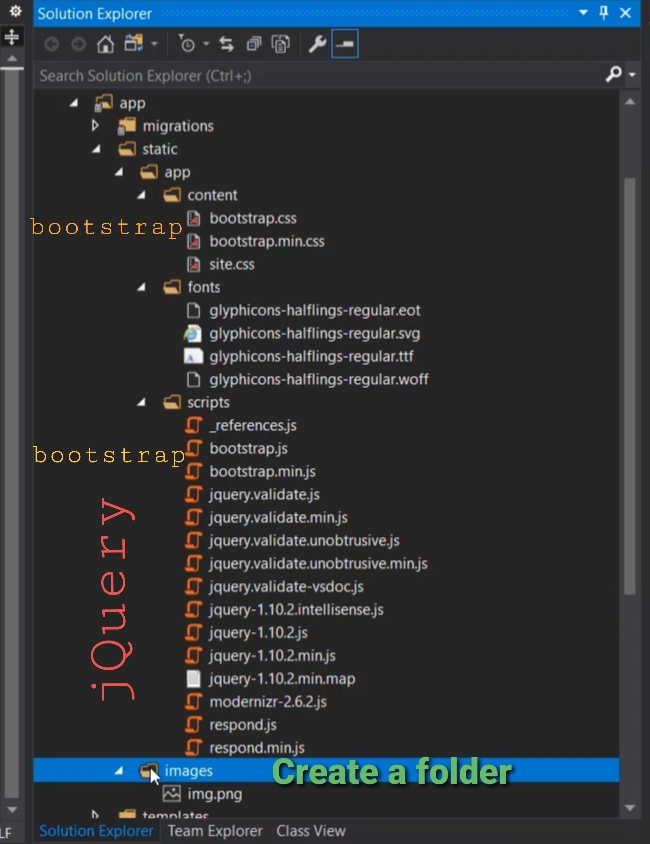 Solution Explorer
Search Solution Explorer (Ctrl+;)
app
migrations
static
app
content
bootstrap
bootstrap.css
bootstrap.min.css
site.css
fonts
glyphicons-halflings-regular.eot
glyphicons-halflings-regular.svg
glyphicons-halflings-regular.ttf
glyphicons-halflings-regular.woff
scripts
_references.js
bootstrap
bootstrap.js
bootstrap.min.js
jQuery
jquery.validate.js
jquery.validate.min.js
jquery.validate.unobtrusive.js
jquery.validate.unobtrusive.min.js
jquery.validate-vsdoc.js
jquery-1.10.2.intellisense.js
jquery-1.10.2.js
jquery-1.10.2.min.js
jquery-1.10.2.min.map
modernizr-2.6.2.js
respond.js
respond.min.js
images Create a folder
img.png
templates
LF Solution Explorer Team Explorer Class View